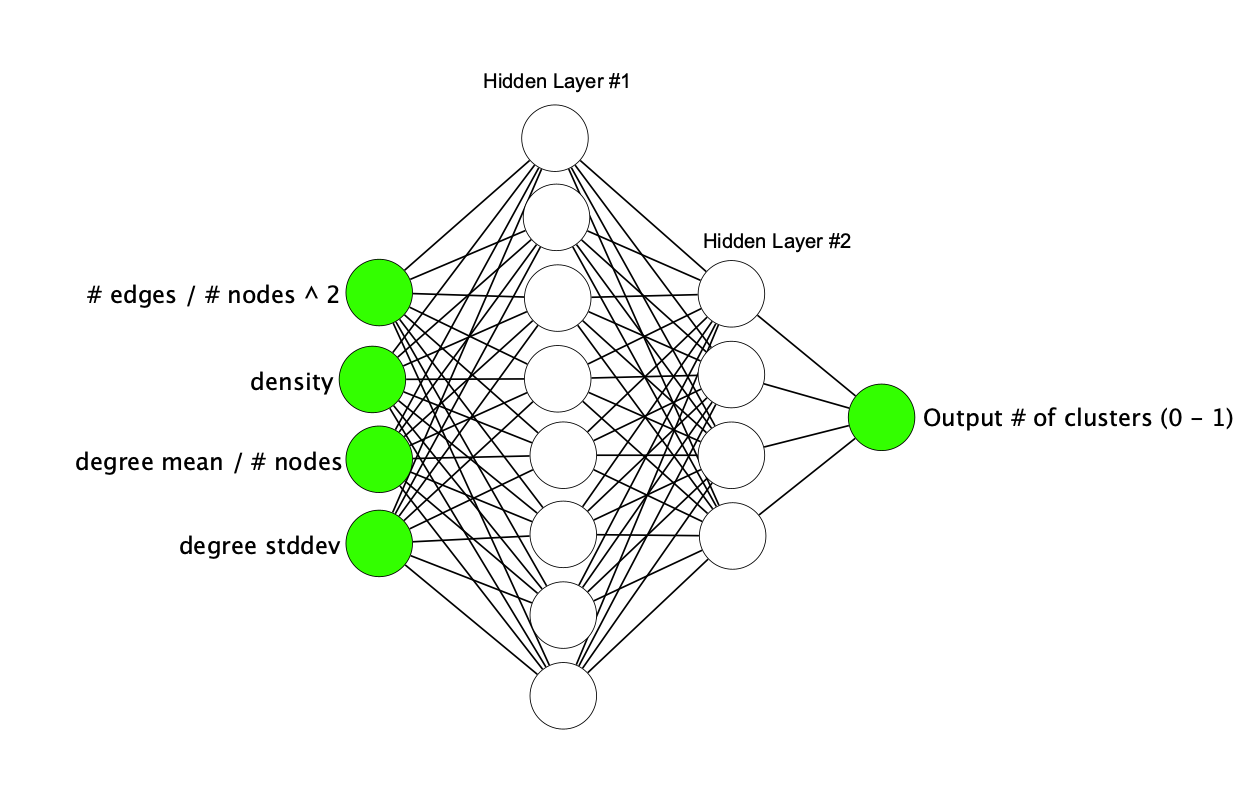 Hidden Layer #1
Hidden Layer #2
# edges / # nodes ^ 2
density
degree mean / # nodes
degree stddev
Output # of clusters (0 – 1)